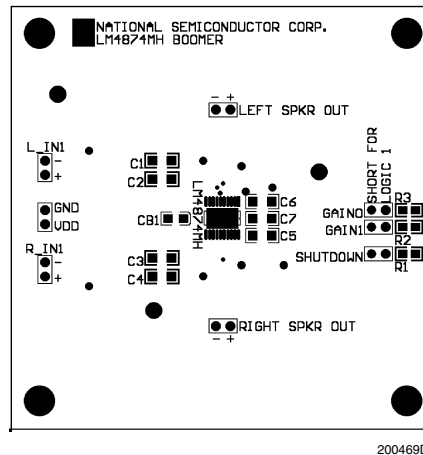 NATIONAL SEMICONDUCTOR CORP.
LM4874MH BOOMER
- +
LEFT SPKR OUT
L_IN1
-
+
C1
C2
SHORT FOR
LOGIC 1
LM4874MH
C6
C7
C5
CB1
GND
VDD
GAIN0
R3
GAIN1
R2
R_IN1
-
+
C3
C4
SHUTDOWN
R1
RIGHT SPKR OUT
- +